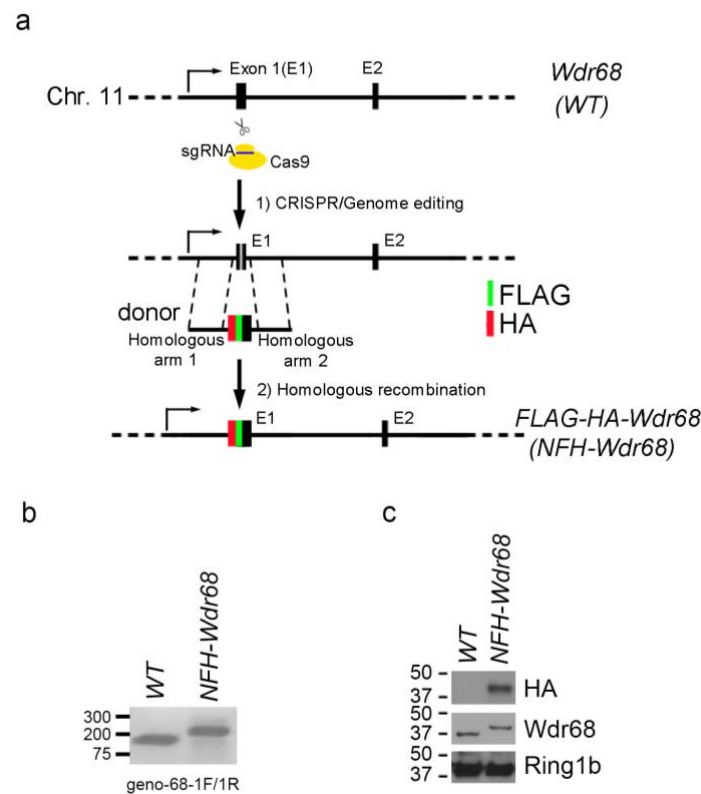 a
Exon 1(E1) E2 Wdr68
Chr. 11 (WT)
sgRNA Cas9
1) CRISPR/Genome editing
E1 E2
FLAG
donor HA
Homologous Homologous
arm 1 arm 2
2) Homologous recombination
E1 E2 FLAG-HA-Wdr68
(NFH-Wdr68)
b
WT NFH-Wdr68
300
200
75
geno-68-1F/1R
c
WT NFH-Wdr68
50
37 HA
50
37 Wdr68
50
37 Ring1b